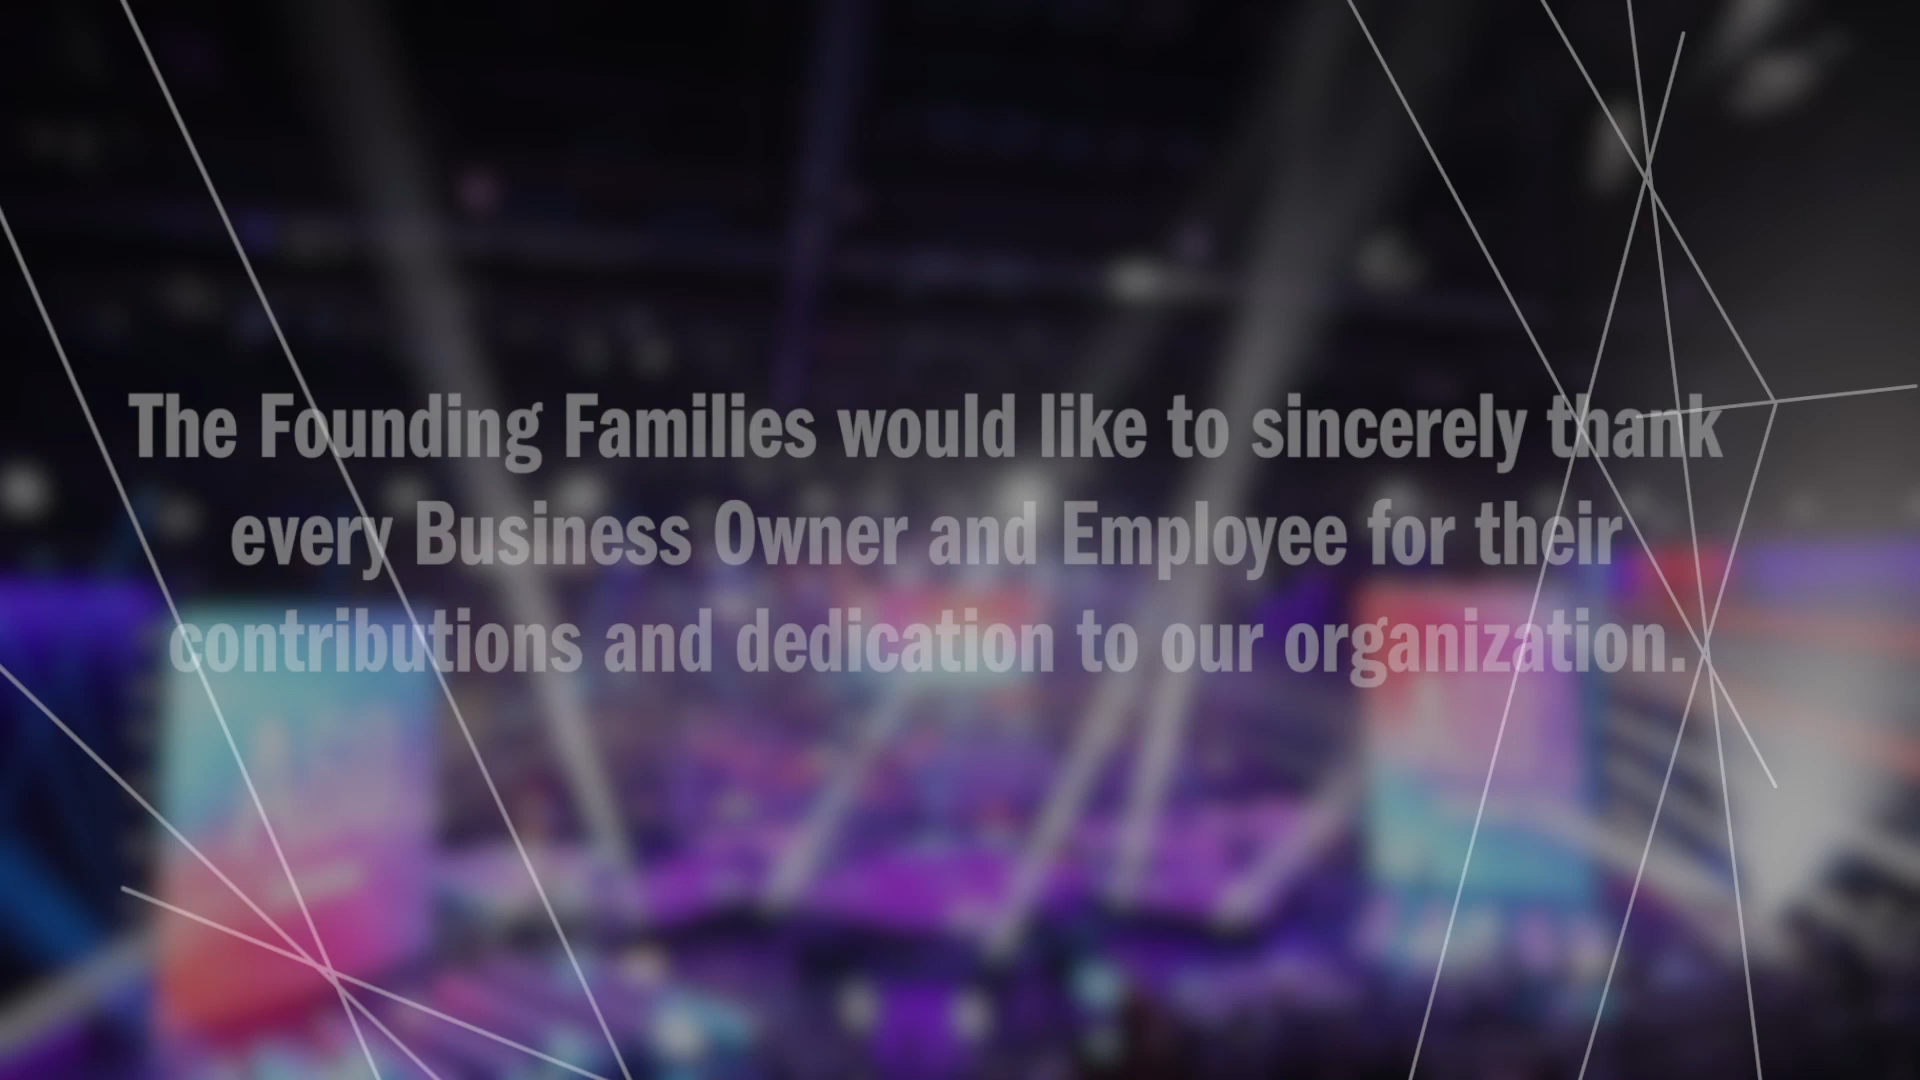 The Founding Families would like to sincerely thank
every Business Owner and Employee for their
contributions and dedication to our organization.